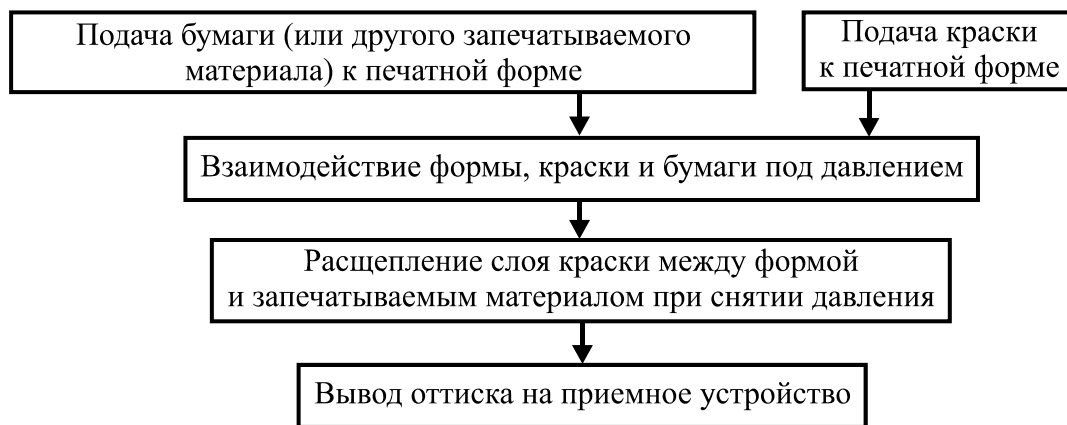 Подача бумаги (или другого запечатываемого
материала) к печатной форме
Подача краски
к печатной форме
Взаимодействие формы, краски и бумаги под давлением
Расщепление слоя краски между формой
и запечатываемым материалом при снятии давления
Вывод оттиска на приемное устройство